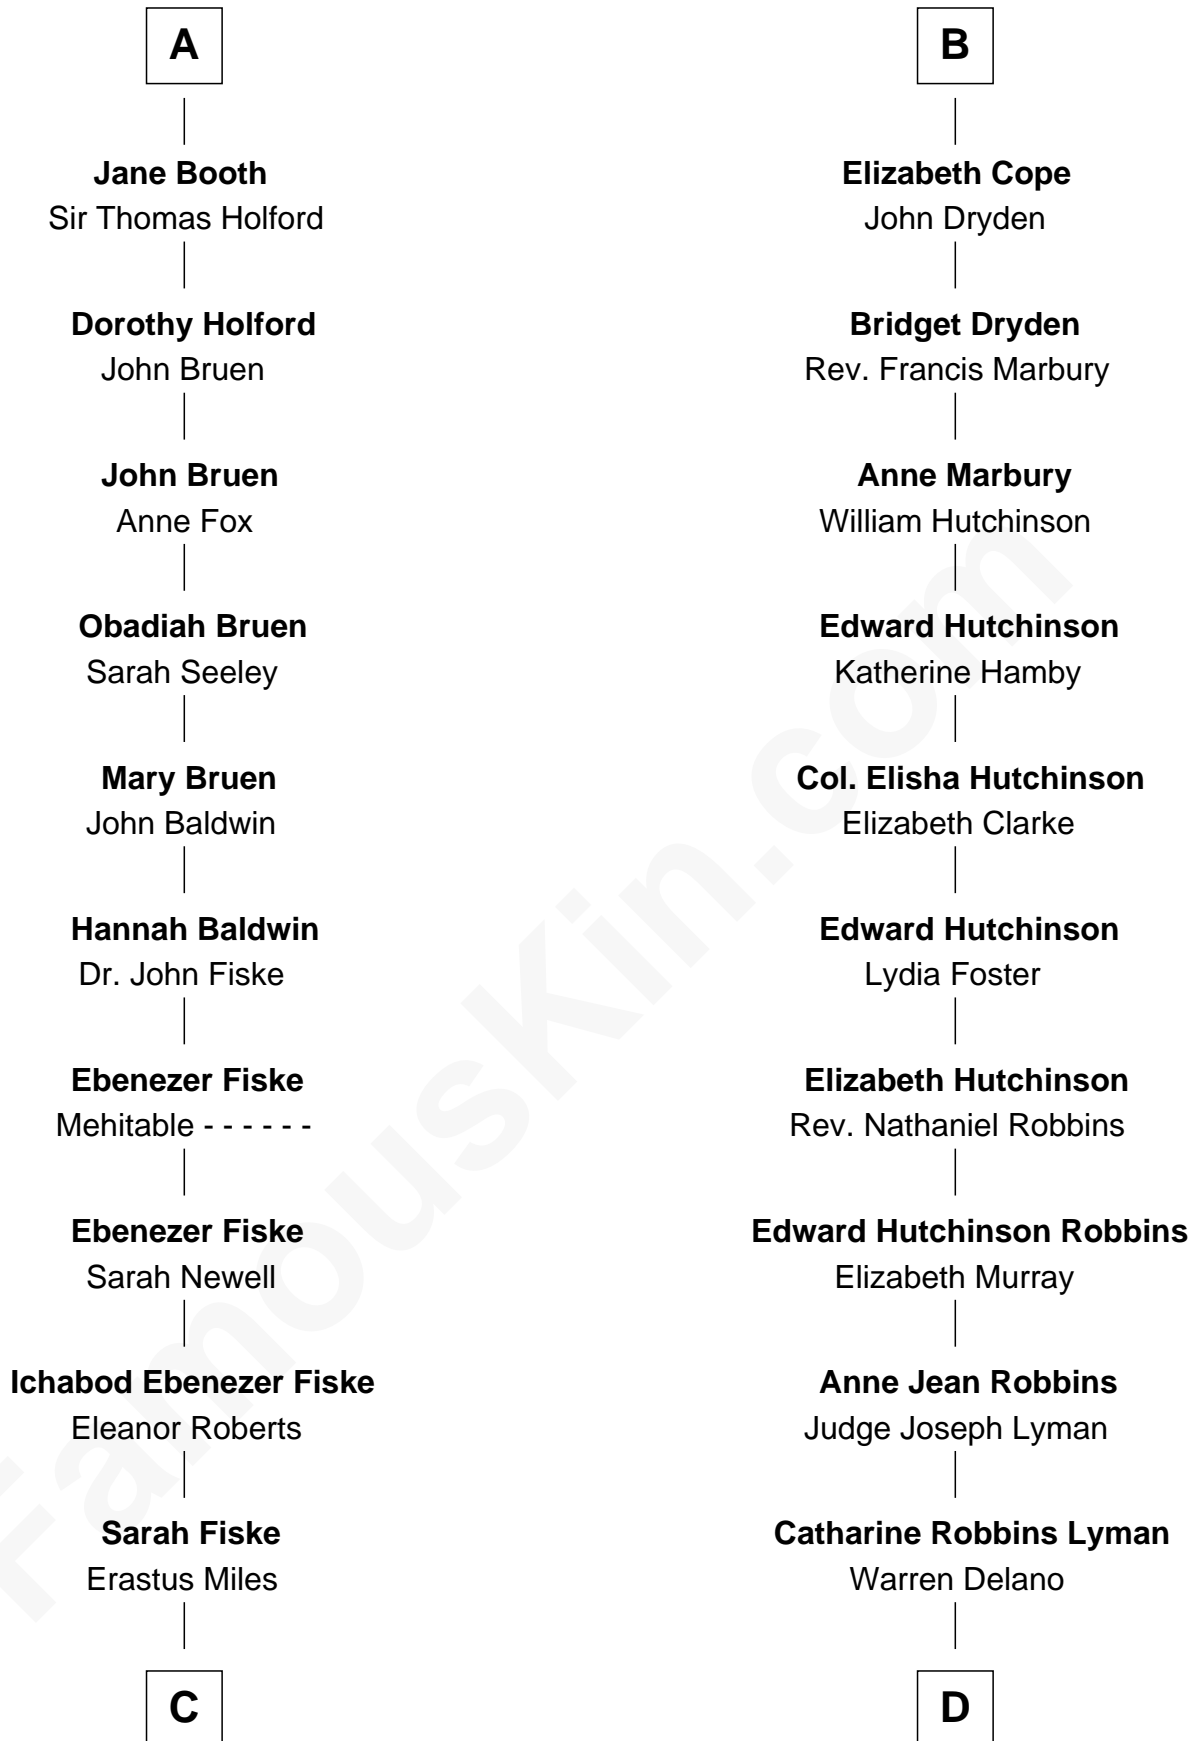 A
Jane Booth
Sir Thomas Holford
Dorothy Holford
John Bruen
John Bruen
Anne Fox
Obadiah Bruen
Sarah Seeley
Mary Bruen
John Baldwin
Hannah Baldwin
Dr. John Fiske
Ebenezer Fiske
Mehitable - - - - - -
Ebenezer Fiske
Sarah Newell
Ichabod Ebenezer Fiske
Eleanor Roberts
Sarah Fiske
Erastus Miles
C
B
Elizabeth Cope
John Dryden
Bridget Dryden
Rev. Francis Marbury
Anne Marbury
William Hutchinson
Edward Hutchinson
Katherine Hamby
Col. Elisha Hutchinson
Elizabeth Clarke
Edward Hutchinson
Lydia Foster
Elizabeth Hutchinson
Rev. Nathaniel Robbins
Edward Hutchinson Robbins
Elizabeth Murray
Anne Jean Robbins
Judge Joseph Lyman
Catharine Robbins Lyman
Warren Delano
D
FamousKin.com